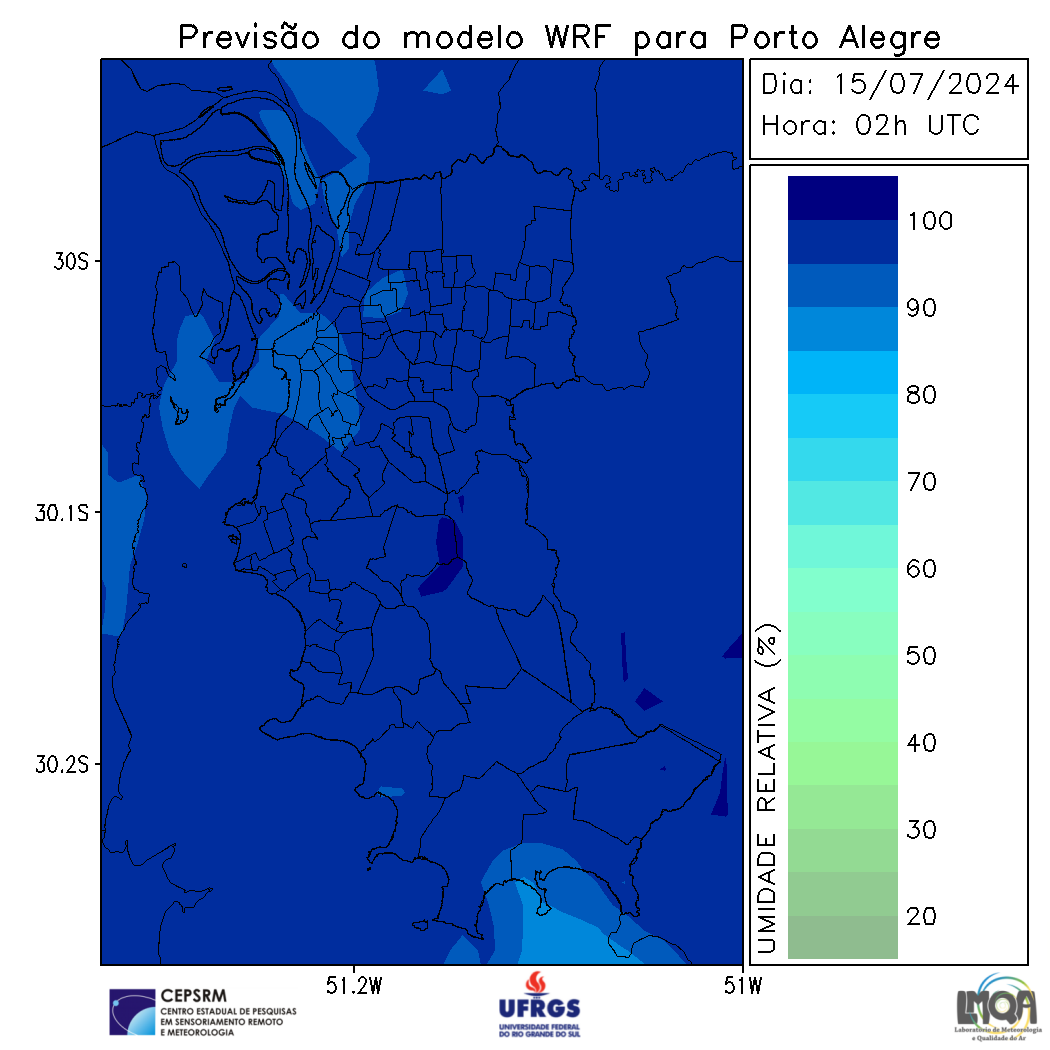 Previsão do modelo WRF para Porto Alegre
Dia: 15/07/2024
Hora: 02h UTC
30S
30.1S
30.2S
51.2W
51W
100
90
80
70
60
50
40
30
20
UMIDADE RELATIVA (%)
CEPSRM
CENTRO ESTADUAL DE PESQUISAS
EM SENSORIAMENTO REMOTO
E METEOROLOGIA
UFRGS
UNIVERSIDADE FEDERAL
DO RIO GRANDE DO SUL
LMQA
Laboratório de Meteorologia
e Qualidade do Ar